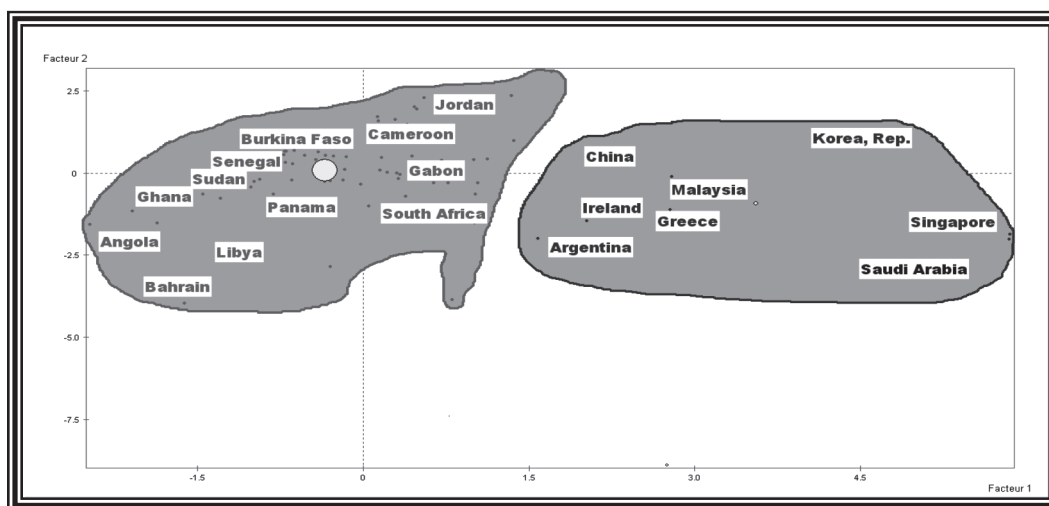 Facteur 2
2.5
Jordan
Cameroon
Korea, Rep.
Burkina Faso
China
Senegal
0
Gabon
Sudan
Malaysia
Ghana
Panama
Ireland
South Africa
Greece
Singapore
Angola
Argentina
Libya
-2.5
Saudi Arabia
Bahrain
-5.0
-7.5
-1.5 0 1.5 3.0 4.5
Facteur 1